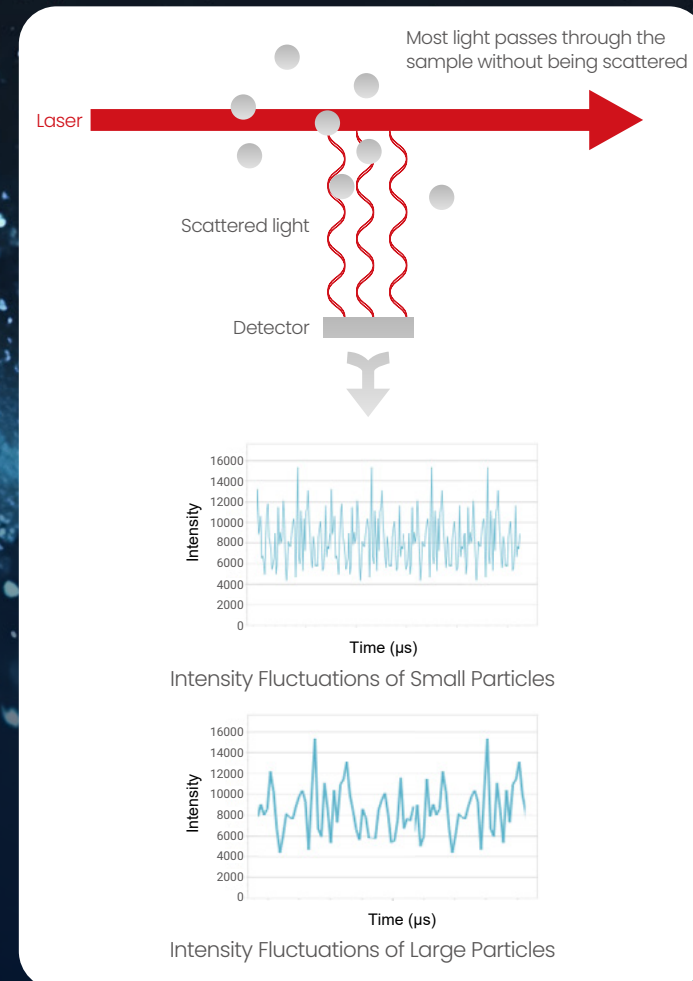 Most light passes through the
sample without being scattered
Laser
Scattered light
Detector
16000
14000
12000
10000
8000
6000
4000
2000
0
Intensity
Time (µs)
Intensity Fluctuations of Small Particles
16000
14000
12000
10000
8000
6000
4000
2000
0
Intensity
Time (µs)
Intensity Fluctuations of Large Particles